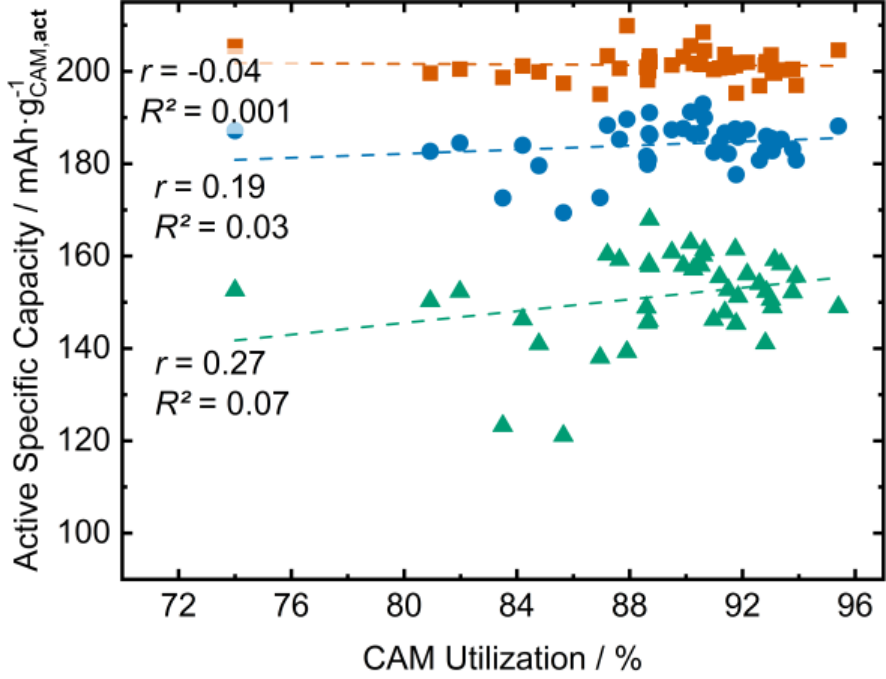 Active Specific Capacity / mAh·g⁻¹CAM,act
200
180
160
140
120
100
r = -0.04
R² = 0.001
r = 0.19
R² = 0.03
r = 0.27
R² = 0.07
72 76 80 84 88 92 96
CAM Utilization / %